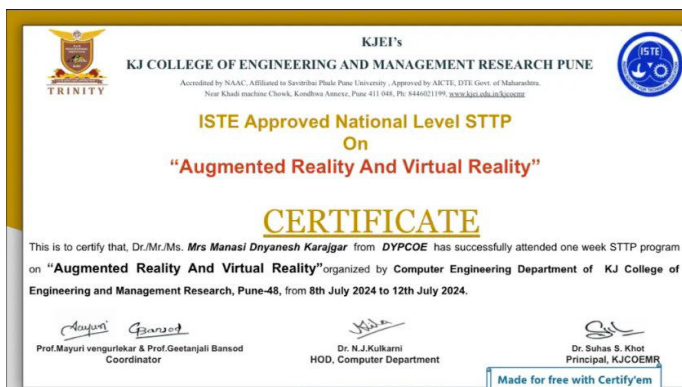 KJEI's
KJ COLLEGE OF ENGINEERING AND MANAGEMENT RESEARCH PUNE
Accredited by NAAC, Affiliated to Savitribai Phule Pune University , Approved by AICTE, DTE Govt. of Maharashtra.
Near Khadi machine Chowk, Kondhwa Annexe, Pune 411 048, Ph: 8446021199, www.kjei.edu.in/kjcoemr
TRINITY
ISTE
ISTE Approved National Level STTP
On
“Augmented Reality And Virtual Reality”
CERTIFICATE
This is to certify that, Dr./Mr./Ms. Mrs Manasi Dnyanesh Karajgar from DYPCOE has successfully attended one week STTP program
on “Augmented Reality And Virtual Reality”organized by Computer Engineering Department of KJ College of
Engineering and Management Research, Pune-48, from 8th July 2024 to 12th July 2024.
Mayuri GBansod
Prof.Mayuri vengurlekar & Prof.Geetanjali Bansod
Coordinator
Dr. N.J.Kulkarni
HOD, Computer Department
Dr. Suhas S. Khot
Principal, KJCOEMR
Made for free with Certify'em